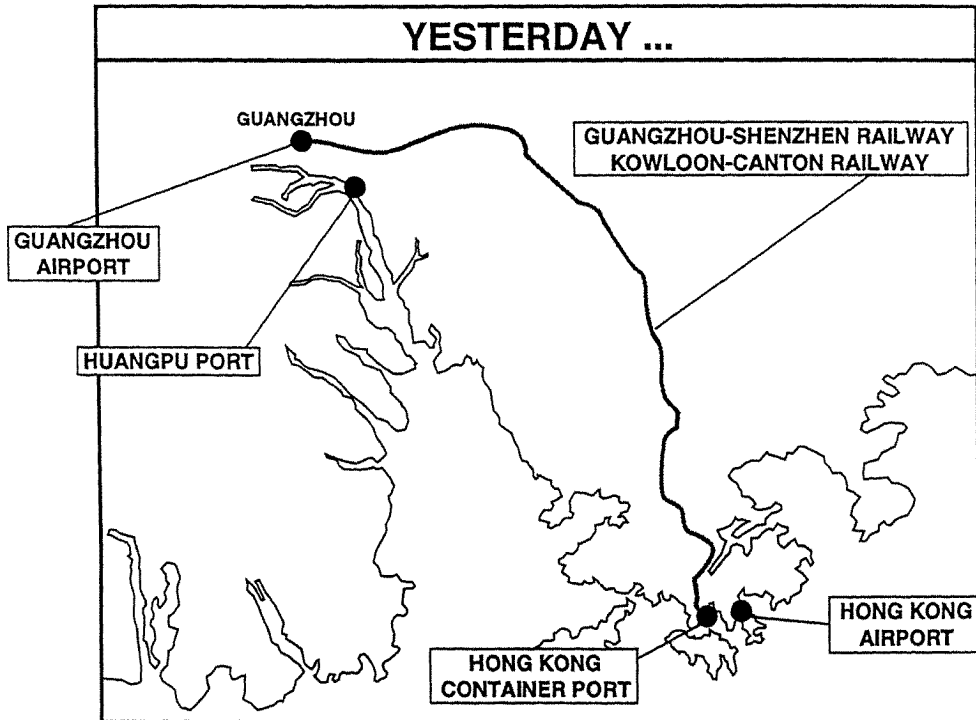 YESTERDAY ...
GUANGZHOU
GUANGZHOU-SHENZHEN RAILWAY
KOWLOON-CANTON RAILWAY
GUANGZHOU
AIRPORT
HUANGPU PORT
HONG KONG
AIRPORT
HONG KONG
CONTAINER PORT